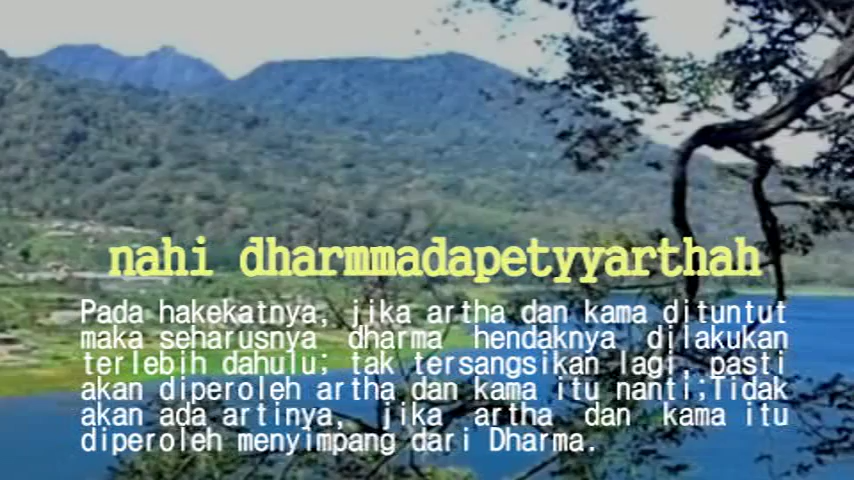 nahi dharmmadapetyyarthah
Pada hakekatnya, jika artha dan kama dituntut
maka seharusnya dharma hendaknya dilakukan
terlebih dahulu; tak tersangsikan lagi, pasti
akan diperoleh artha dan kama itu nanti;Tidak
akan ada artinya, jika artha dan kama itu
diperoleh menyimpang dari Dharma.